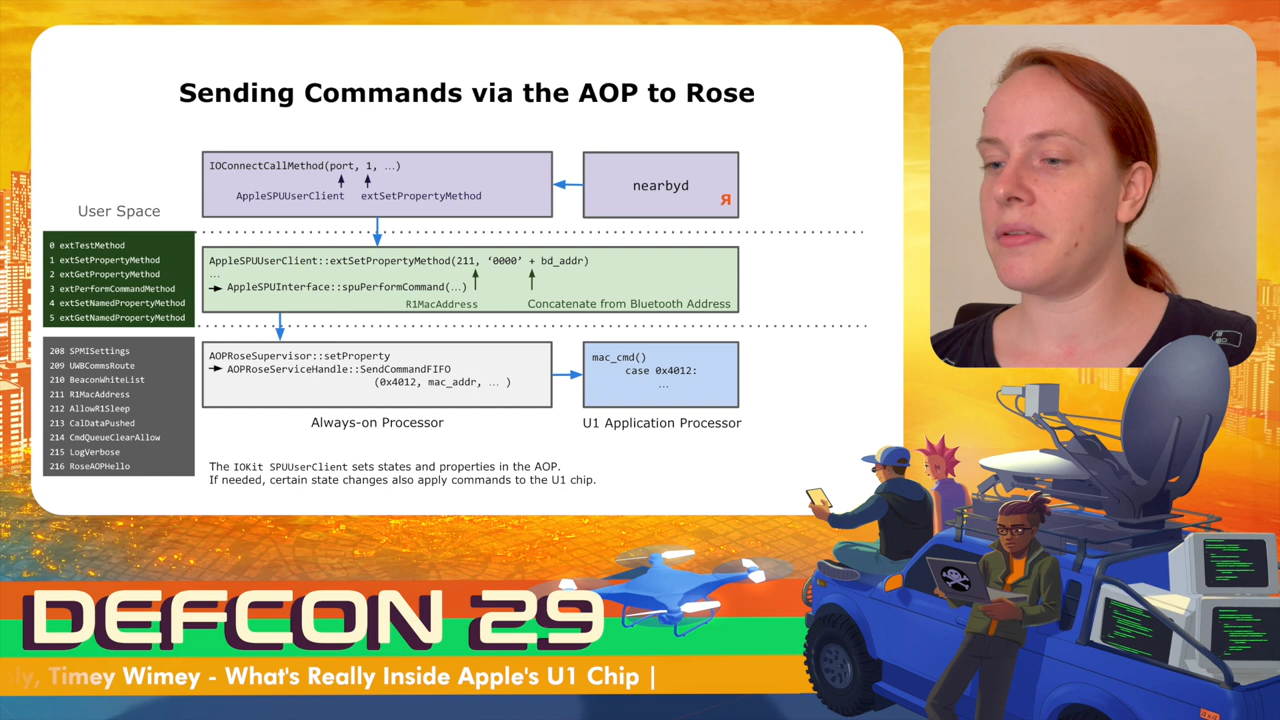 Sending Commands via the AOP to Rose
IOConnectCallMethod(port, 1, …)
AppleSPUUserClient extSetPropertyMethod
nearbyd
Я
User Space
0 extTestMethod
1 extSetPropertyMethod
2 extGetPropertyMethod
3 extPerformCommandMethod
4 extSetNamedPropertyMethod
5 extGetNamedPropertyMethod
AppleSPUUserClient::extSetPropertyMethod(211, ‘0000’ + bd_addr)
…
AppleSPUInterface::spuPerformCommand(…)
R1MacAddress
Concatenate from Bluetooth Address
208 SPMISettings
209 UWBCommsRoute
210 BeaconWhiteList
211 R1MacAddress
212 AllowR1Sleep
213 CalDataPushed
214 CmdQueueClearAllow
215 LogVerbose
216 RoseAOPHello
AOPRoseSupervisor::setProperty
AOPRoseServiceHandle::SendCommandFIFO
(0x4012, mac_addr, … )
mac_cmd()
case 0x4012:
…
Always-on Processor
U1 Application Processor
The IOKit SPUUserClient sets states and properties in the AOP.
If needed, certain state changes also apply commands to the U1 chip.
DEFCON 29
Timey Wimey - What's Really Inside Apple's U1 Chip |